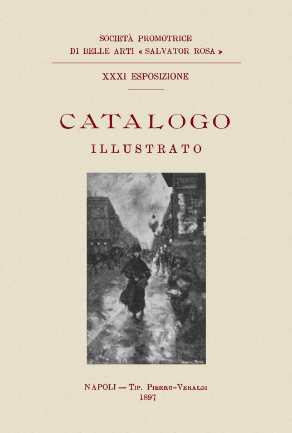 SOCIETÀ PROMOTRICE
DI BELLE ARTI « SALVATOR ROSA »
XXXI ESPOSIZIONE
CATALOGO
ILLUSTRATO
NAPOLI — Tip. Pierro-Veraldi
1897